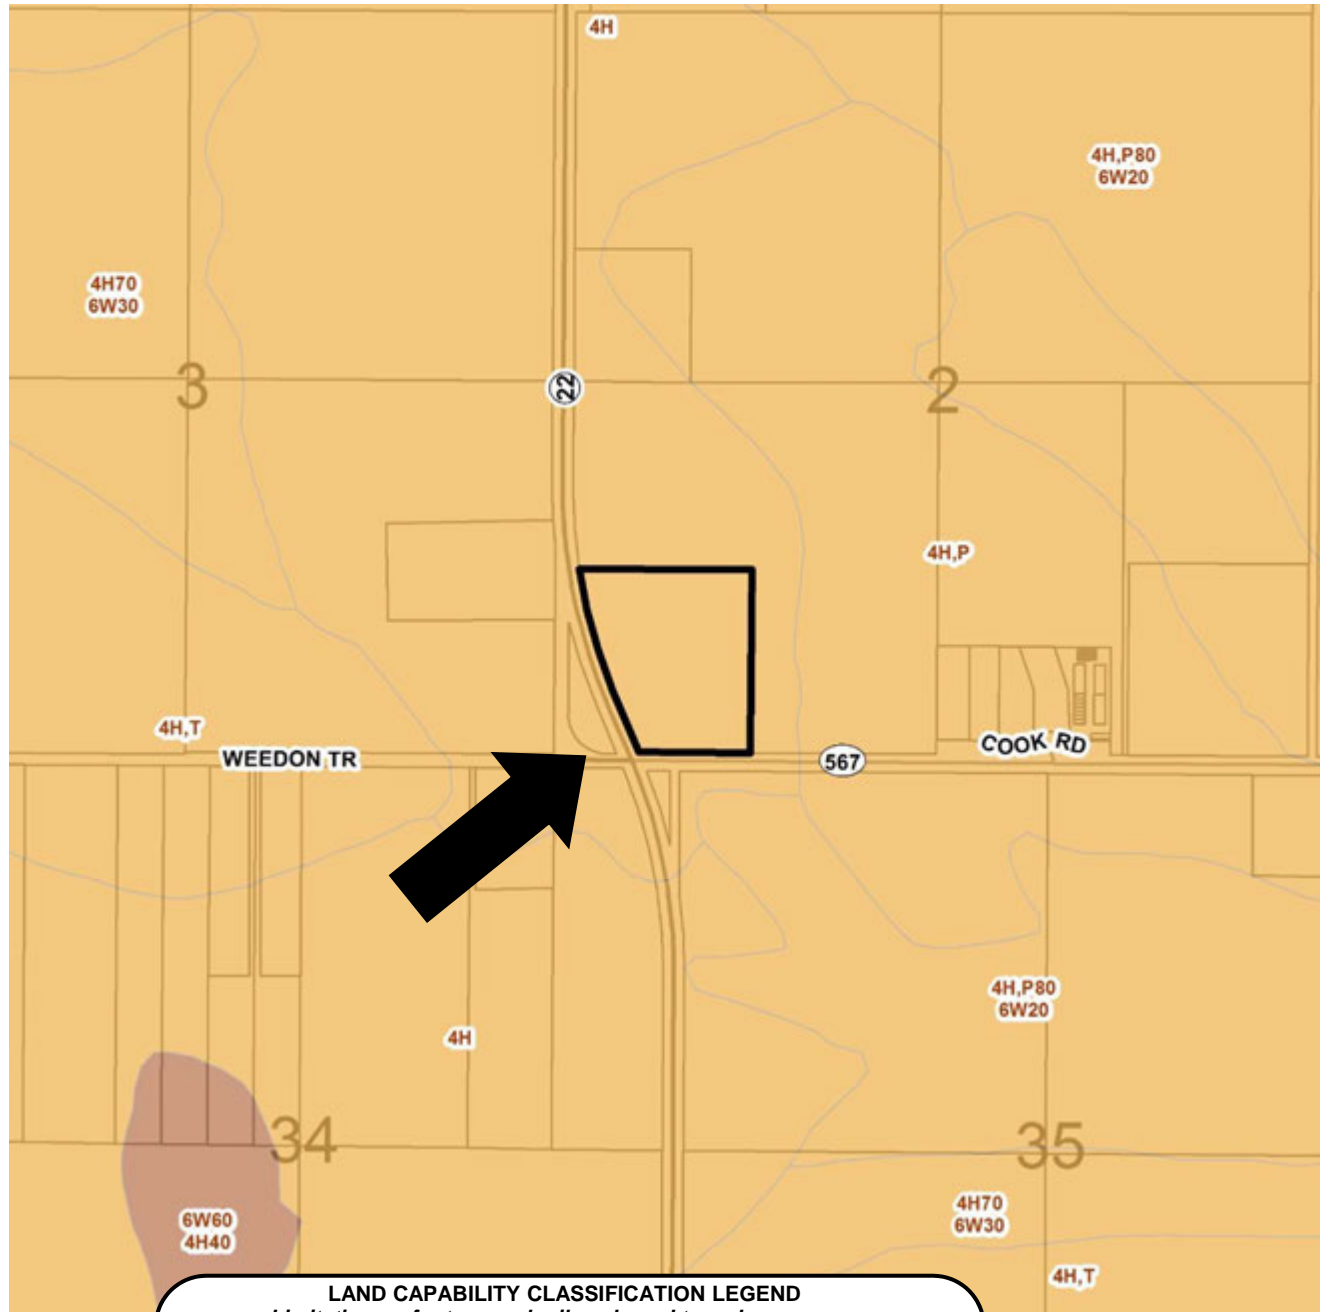 4H
4H,P80
6W20
4H70
6W30
3
22
2
4H,P
4H,T
WEEDON TR
COOK RD
567
4H,P80
6W20
4H
34
35
6W60
4H40
4H70
6W30
4H,T
LAND CAPABILITY CLASSIFICATION LEGEND